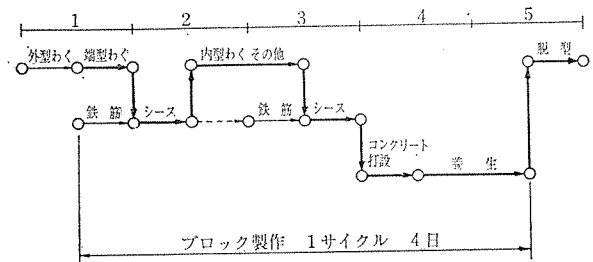 1 2 3 4 5
外型わく 端型わく 内型わく その他 脱型
鉄筋 シース 鉄筋 シース
コンクリート
打設
養生
ブロック製作 1サイクル 4日